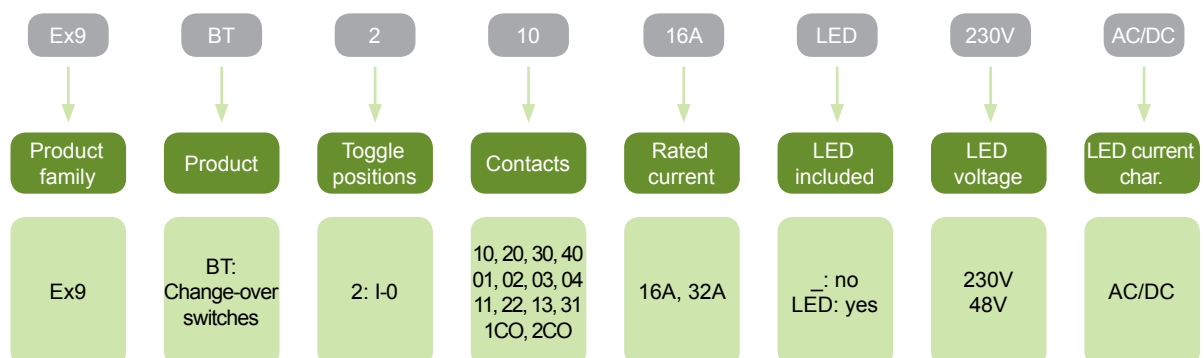 Ex9 BT 2 10 16A LED 230V AC/DC
Product family
Product
Toggle positions
Contacts
Rated current
LED included
LED voltage
LED current char.
Ex9
BT:
Change-over
switches
2: I-0
10, 20, 30, 40
01, 02, 03, 04
11, 22, 13, 31
1CO, 2CO
16A, 32A
_: no
LED: yes
230V
48V
AC/DC